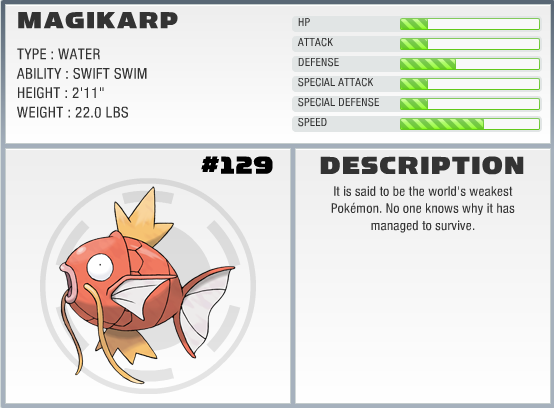 MAGIKARP
TYPE : WATER
ABILITY : SWIFT SWIM
HEIGHT : 2'11"
WEIGHT : 22.0 LBS
HP
ATTACK
DEFENSE
SPECIAL ATTACK
SPECIAL DEFENSE
SPEED
#129
DESCRIPTION
It is said to be the world's weakest
Pokémon. No one knows why it has
managed to survive.